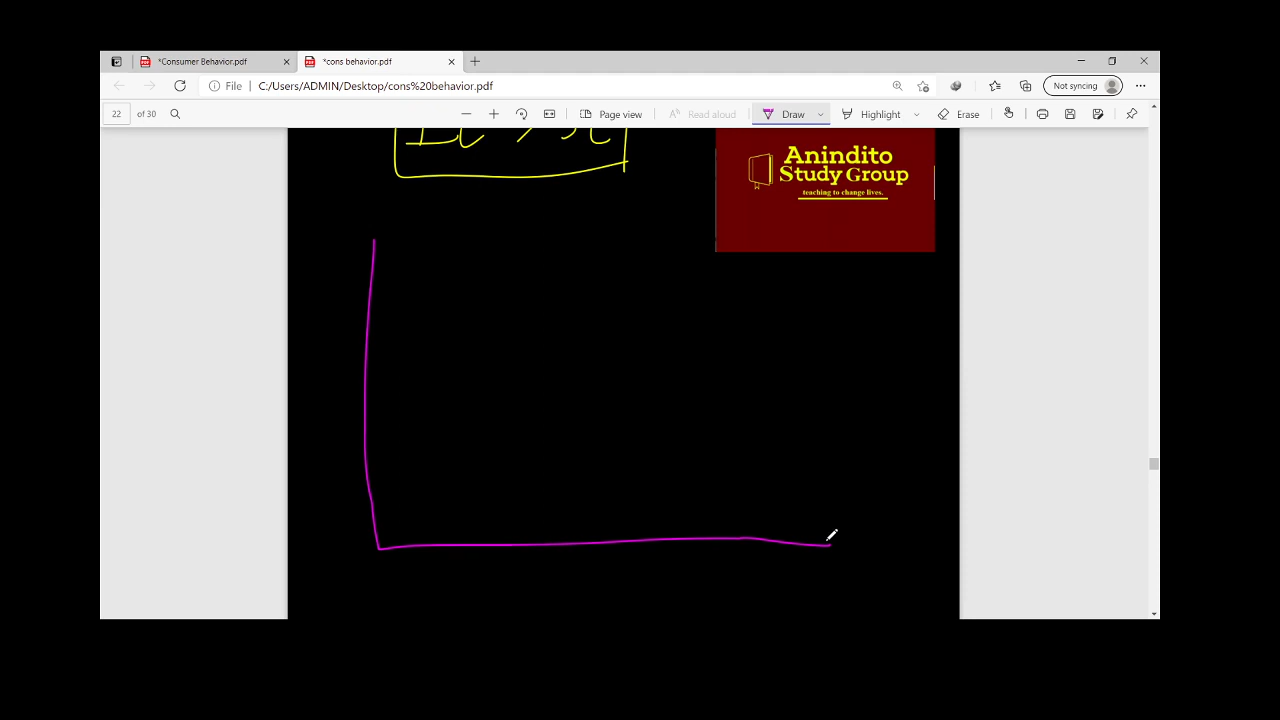 *Consumer Behavior.pdf
*cons behavior.pdf
File
C:/Users/ADMIN/Desktop/cons%20behavior.pdf
Not syncing
22 of 30
Page view
Read aloud
Draw
Highlight
Erase
Anindito
Study Group
teaching to change lives.